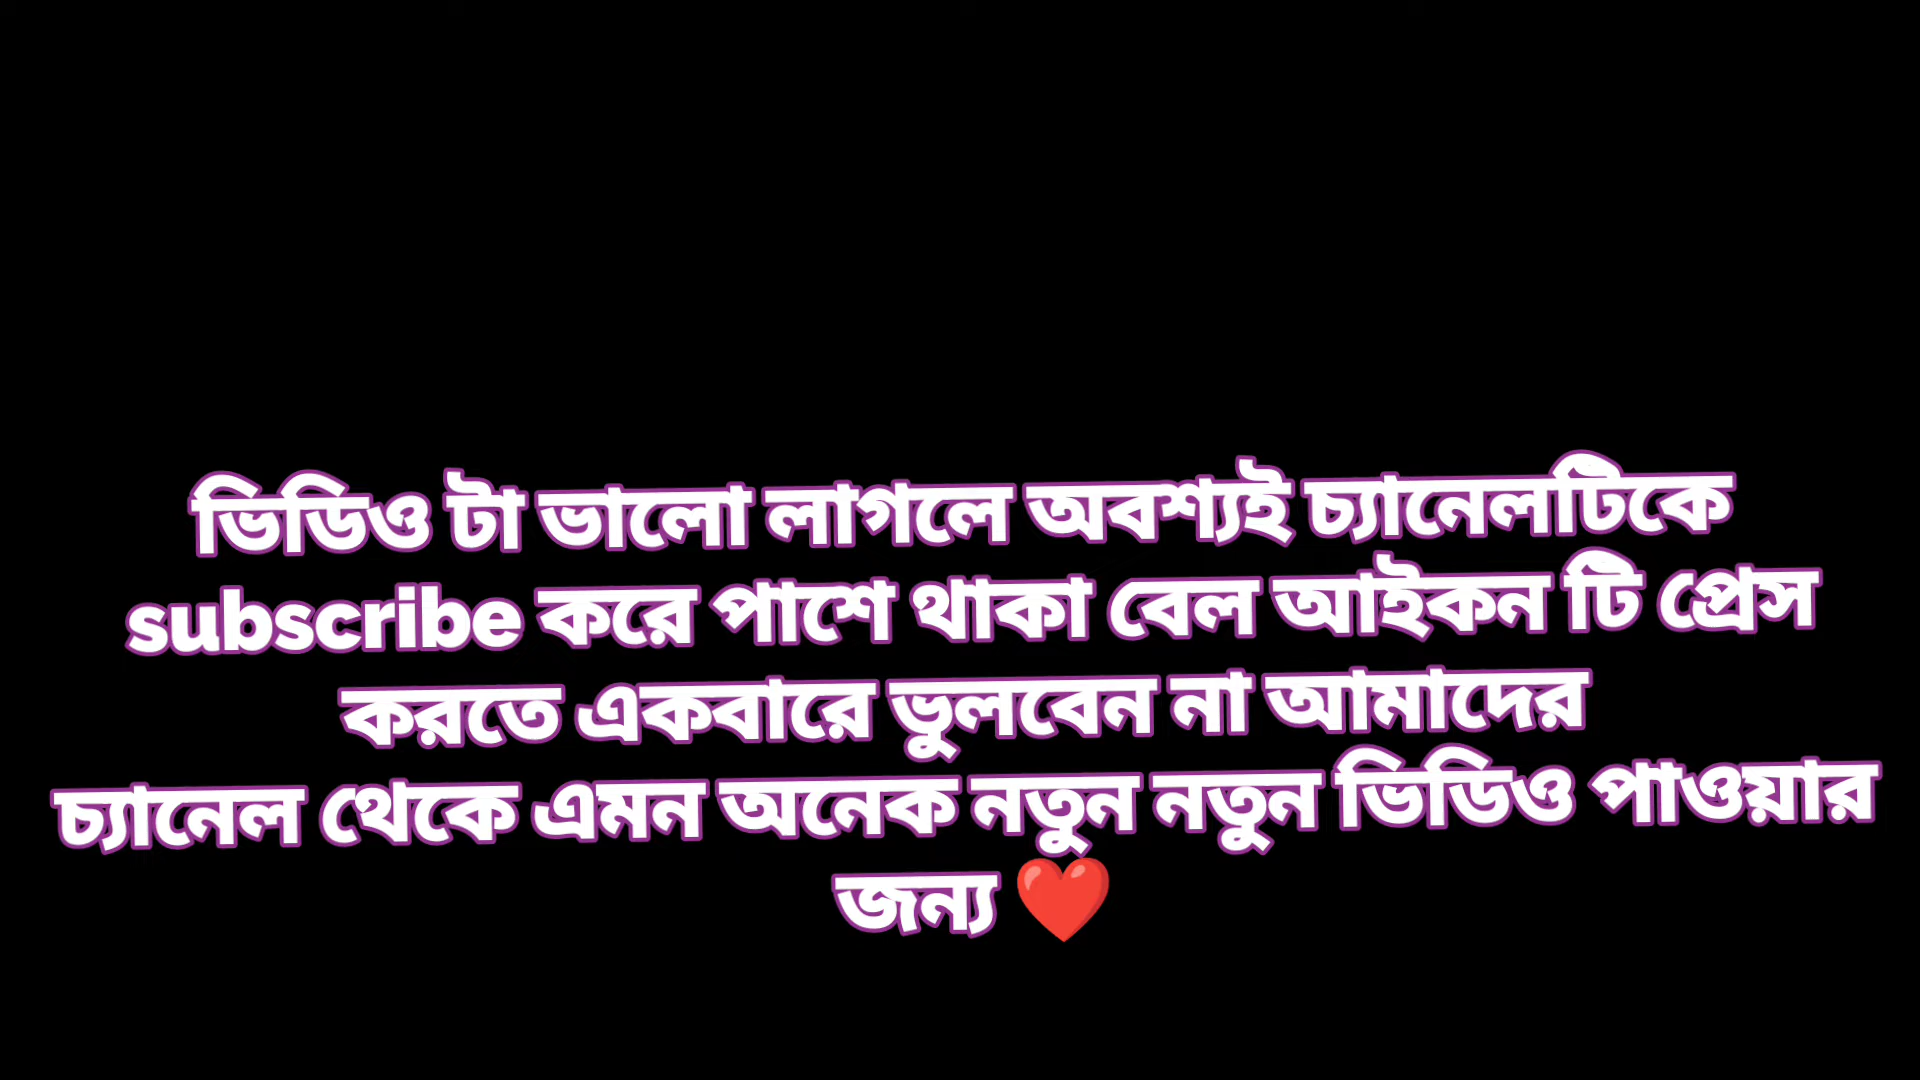 ভিডিও টা ভালো লাগলে অবশ্যই চ্যানেলটিকে
subscribe করে পাশে থাকা বেল আইকন টি প্রেস
করতে একবারে ভুলবেন না আমাদের
চ্যানেল থেকে এমন অনেক নতুন নতুন ভিডিও পাওয়ার
জন্য ❤️